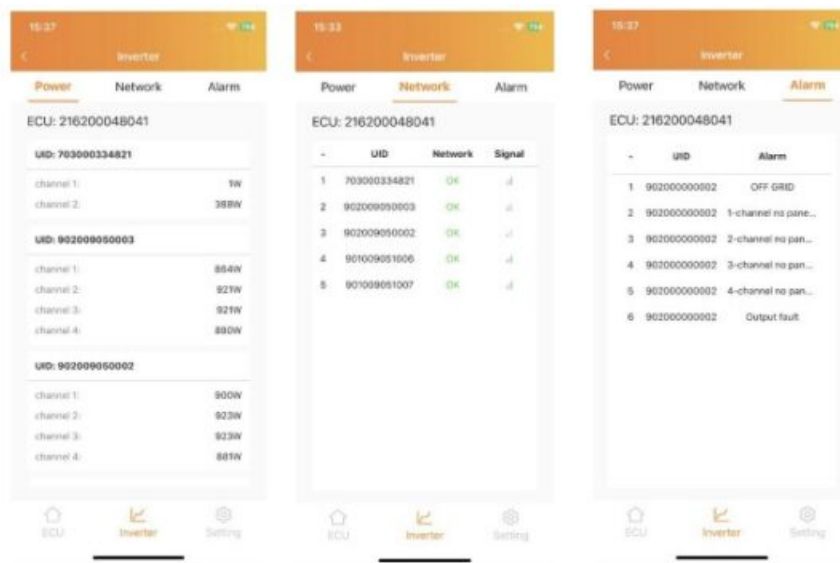 15:37
Inverter
Power Network Alarm
ECU: 216200048041
UID: 703000334821
channel 1: 1W
channel 2: 388W
UID: 902009050003
channel 1: 864W
channel 2: 921W
channel 3: 921W
channel 4: 890W
UID: 902009050002
channel 1: 900W
channel 2: 923W
channel 3: 923W
channel 4: 881W
ECU Inverter Setting
15:33
Inverter
Power Network Alarm
ECU: 216200048041
- UID Network Signal
1 703000334821 OK
2 902009050003 OK
3 902009050002 OK
4 901009051006 OK
5 901009051007 OK
ECU Inverter Setting
15:37
Inverter
Power Network Alarm
ECU: 216200048041
- UID Alarm
1 902000000002 OFF GRID
2 902000000002 1-channel no pane...
3 902000000002 2-channel no pan...
4 902000000002 3-channel no pan...
5 902000000002 4-channel no pan...
6 902000000002 Output fault
ECU Inverter Setting